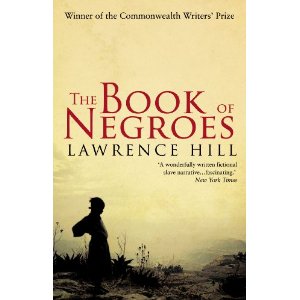 Winner of the Commonwealth Writers' Prize
THE BOOK OF
NEGROES
LAWRENCE HILL
'A wonderfully written fictional
slave narrative...fascinating.'
New York Times